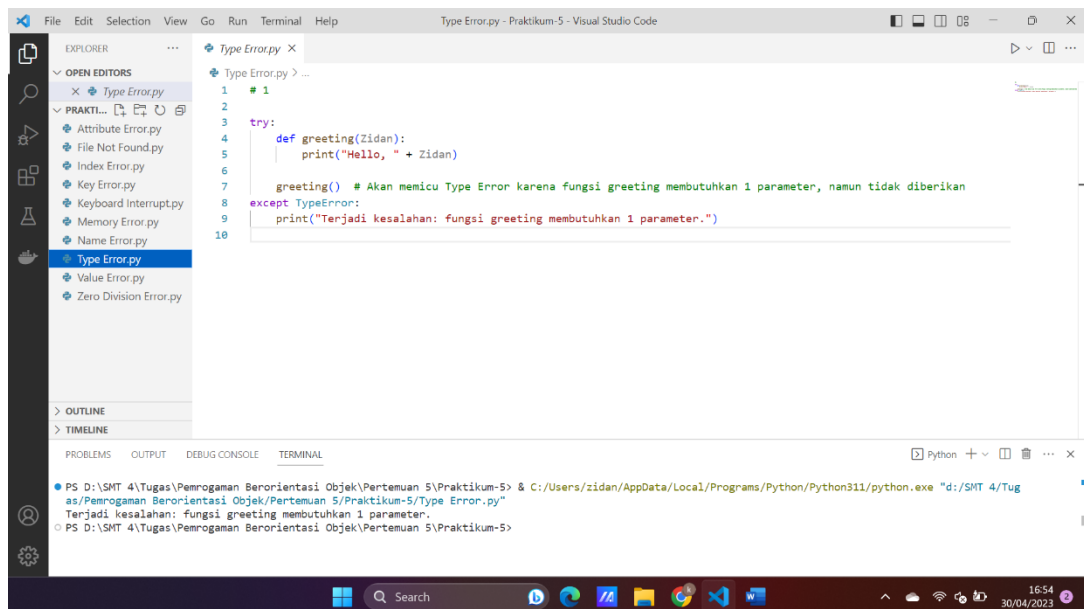 File Edit Selection View Go Run Terminal Help Type Error.py - Praktikum-5 - Visual Studio Code
EXPLORER ...
OPEN EDITORS
Type Error.py
PRAKTI...
Attribute Error.py
File Not Found.py
Index Error.py
Key Error.py
Keyboard Interrupt.py
Memory Error.py
Name Error.py
Type Error.py
Value Error.py
Zero Division Error.py
OUTLINE
TIMELINE
Type Error.py
Type Error.py > ...
1 # 1
2
3 try:
4     def greeting(Zidan):
5         print("Hello, " + Zidan)
6
7     greeting()  # Akan memicu Type Error karena fungsi greeting membutuhkan 1 parameter, namun tidak diberikan
8 except TypeError:
9     print("Terjadi kesalahan: fungsi greeting membutuhkan 1 parameter.")
10
PROBLEMS OUTPUT DEBUG CONSOLE TERMINAL Python
PS D:\SMT 4\Tugas\Pemrogaman Berorientasi Objek\Pertemuan 5\Praktikum-5> & C:/Users/zidan/AppData/Local/Programs/Python/Python311/python.exe "d:/SMT 4/Tug
as/Pemrogaman Berorientasi Objek/Pertemuan 5/Praktikum-5/Type Error.py"
Terjadi kesalahan: fungsi greeting membutuhkan 1 parameter.
PS D:\SMT 4\Tugas\Pemrogaman Berorientasi Objek\Pertemuan 5\Praktikum-5>
Search
16:54
30/04/2023
2